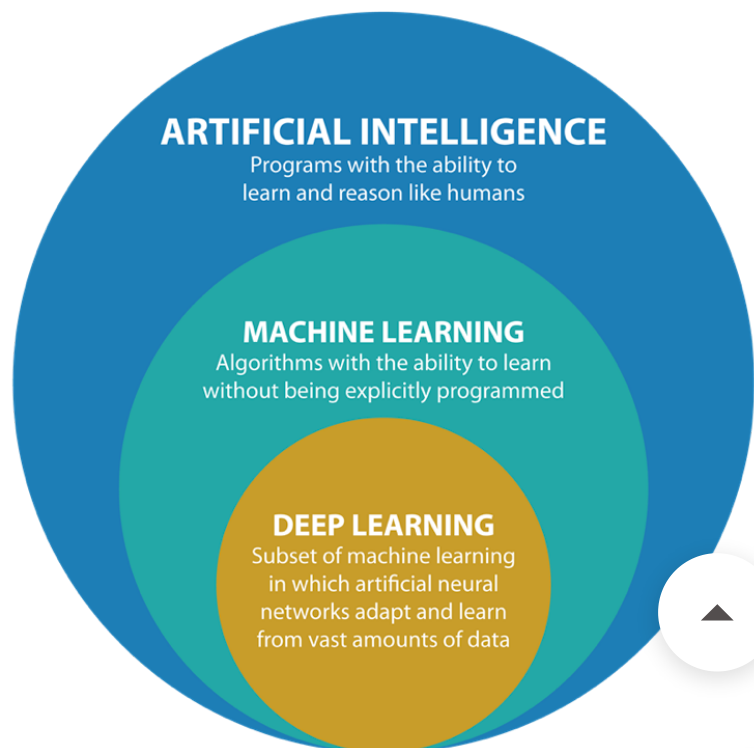 ARTIFICIAL INTELLIGENCE
Programs with the ability to
learn and reason like humans
MACHINE LEARNING
Algorithms with the ability to learn
without being explicitly programmed
DEEP LEARNING
Subset of machine learning
in which artificial neural
networks adapt and learn
from vast amounts of data